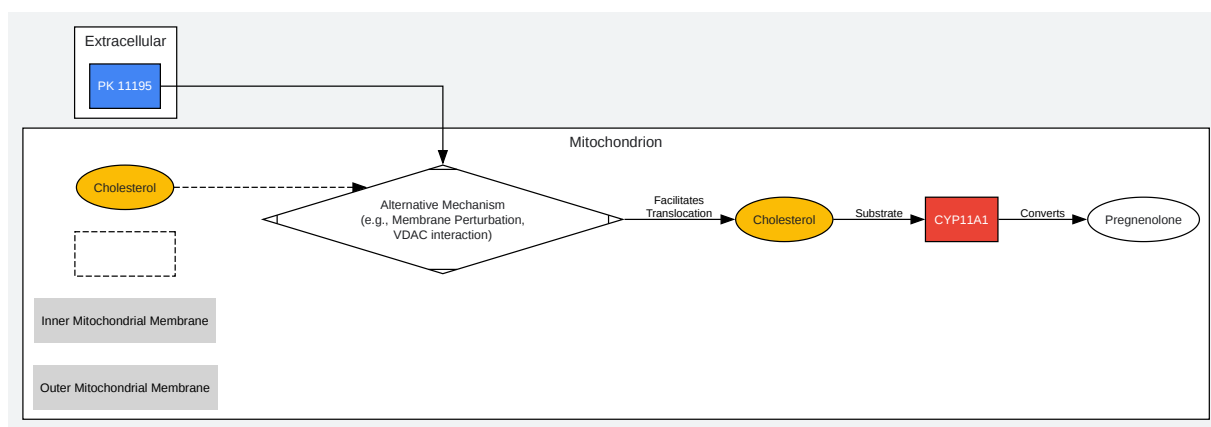 Extracellular
PK 11195
Mitochondrion
Cholesterol
Alternative Mechanism
(e.g., Membrane Perturbation,
VDAC interaction)
Facilitates
Translocation
Cholesterol
Substrate
CYP11A1
Converts
Pregnenolone
Inner Mitochondrial Membrane
Outer Mitochondrial Membrane